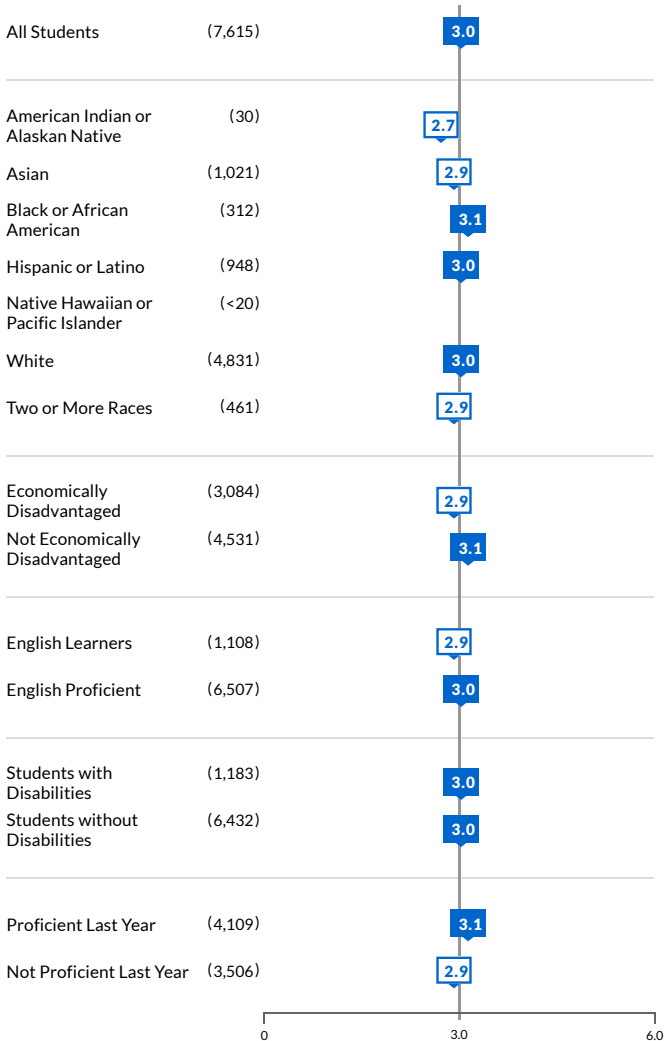 All Students (7,615) 3.0
American Indian or (30)
Alaskan Native 2.7
Asian (1,021) 2.9
Black or African (312)
American 3.1
Hispanic or Latino (948) 3.0
Native Hawaiian or (<20)
Pacific Islander
White (4,831) 3.0
Two or More Races (461) 2.9
Economically (3,084)
Disadvantaged 2.9
Not Economically (4,531)
Disadvantaged 3.1
English Learners (1,108) 2.9
English Proficient (6,507) 3.0
Students with (1,183)
Disabilities 3.0
Students without (6,432)
Disabilities 3.0
Proficient Last Year (4,109) 3.1
Not Proficient Last Year (3,506) 2.9
0 3.0 6.0